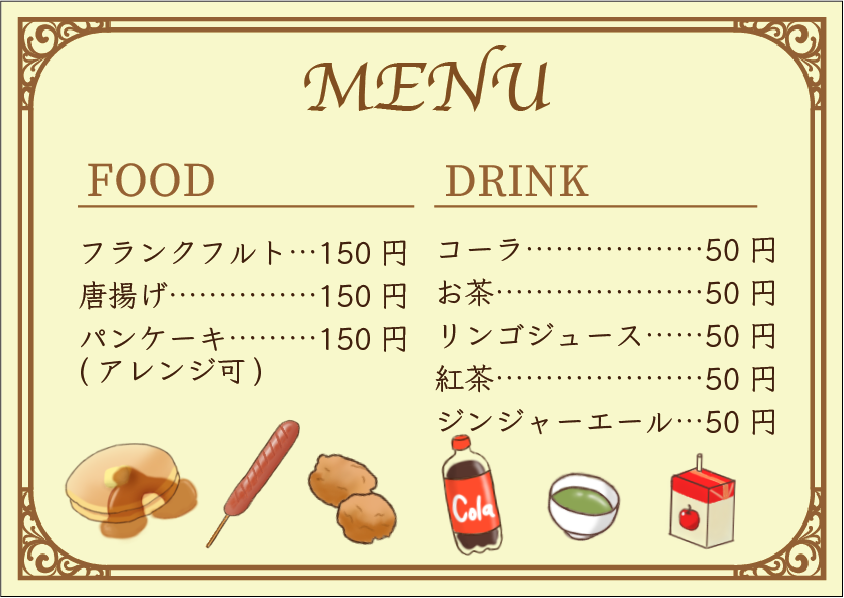 MENU
FOOD
フランクフルト…150 円
唐揚げ……………150 円
パンケーキ………150 円
( アレンジ可 )
DRINK
コーラ………………50 円
お茶…………………50 円
リンゴジュース……50 円
紅茶…………………50 円
ジンジャーエール…50 円
Cola